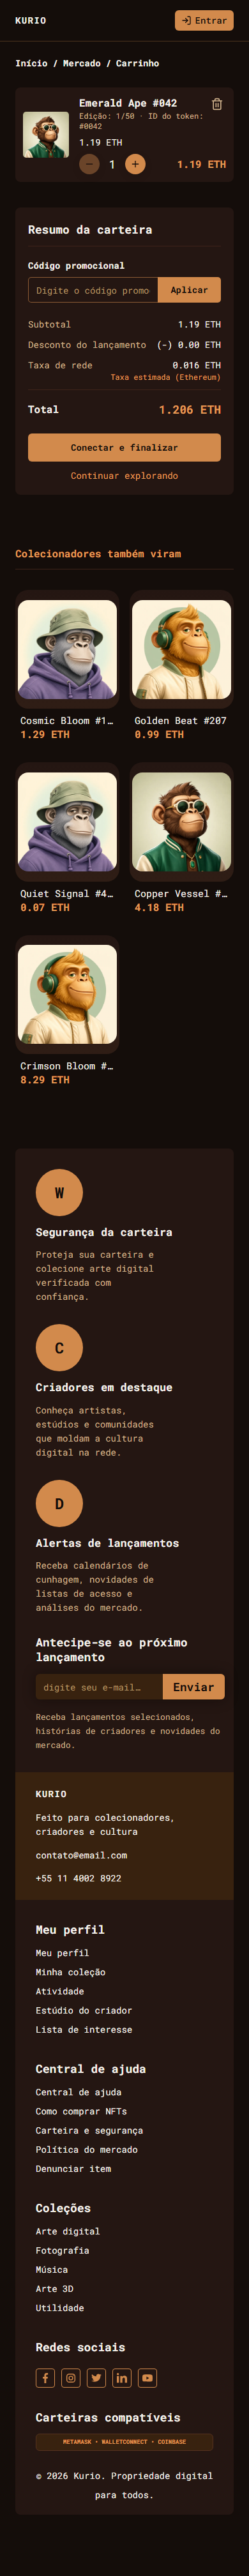 KURIO
Entrar
Início / Mercado / Carrinho
Emerald Ape #042
Edição: 1/50 · ID do token:
#0042
1.19 ETH
− 1 + 1.19 ETH
Resumo da carteira
Código promocional
Digite o código promo
Aplicar
Subtotal 1.19 ETH
Desconto do lançamento (-) 0.00 ETH
Taxa de rede 0.016 ETH
Taxa estimada (Ethereum)
Total 1.206 ETH
Conectar e finalizar
Continuar explorando
Colecionadores também viram
Cosmic Bloom #1…
1.29 ETH
Golden Beat #207
0.99 ETH
Quiet Signal #4…
0.07 ETH
Copper Vessel #…
4.18 ETH
Crimson Bloom #…
8.29 ETH
W
Segurança da carteira
Proteja sua carteira e
colecione arte digital
verificada com
confiança.
C
Criadores em destaque
Conheça artistas,
estúdios e comunidades
que moldam a cultura
digital na rede.
D
Alertas de lançamentos
Receba calendários de
cunhagem, novidades de
listas de acesso e
análises do mercado.
Antecipe-se ao próximo
lançamento
digite seu e-mail…
Enviar
Receba lançamentos selecionados,
histórias de criadores e novidades do
mercado.
KURIO
Feito para colecionadores,
criadores e cultura
contato@email.com
+55 11 4002 8922
Meu perfil
Meu perfil
Minha coleção
Atividade
Estúdio do criador
Lista de interesse
Central de ajuda
Central de ajuda
Como comprar NFTs
Carteira e segurança
Política do mercado
Denunciar item
Coleções
Arte digital
Fotografia
Música
Arte 3D
Utilidade
Redes sociais
Carteiras compatíveis
METAMASK • WALLETCONNECT • COINBASE
© 2026 Kurio. Propriedade digital
para todos.